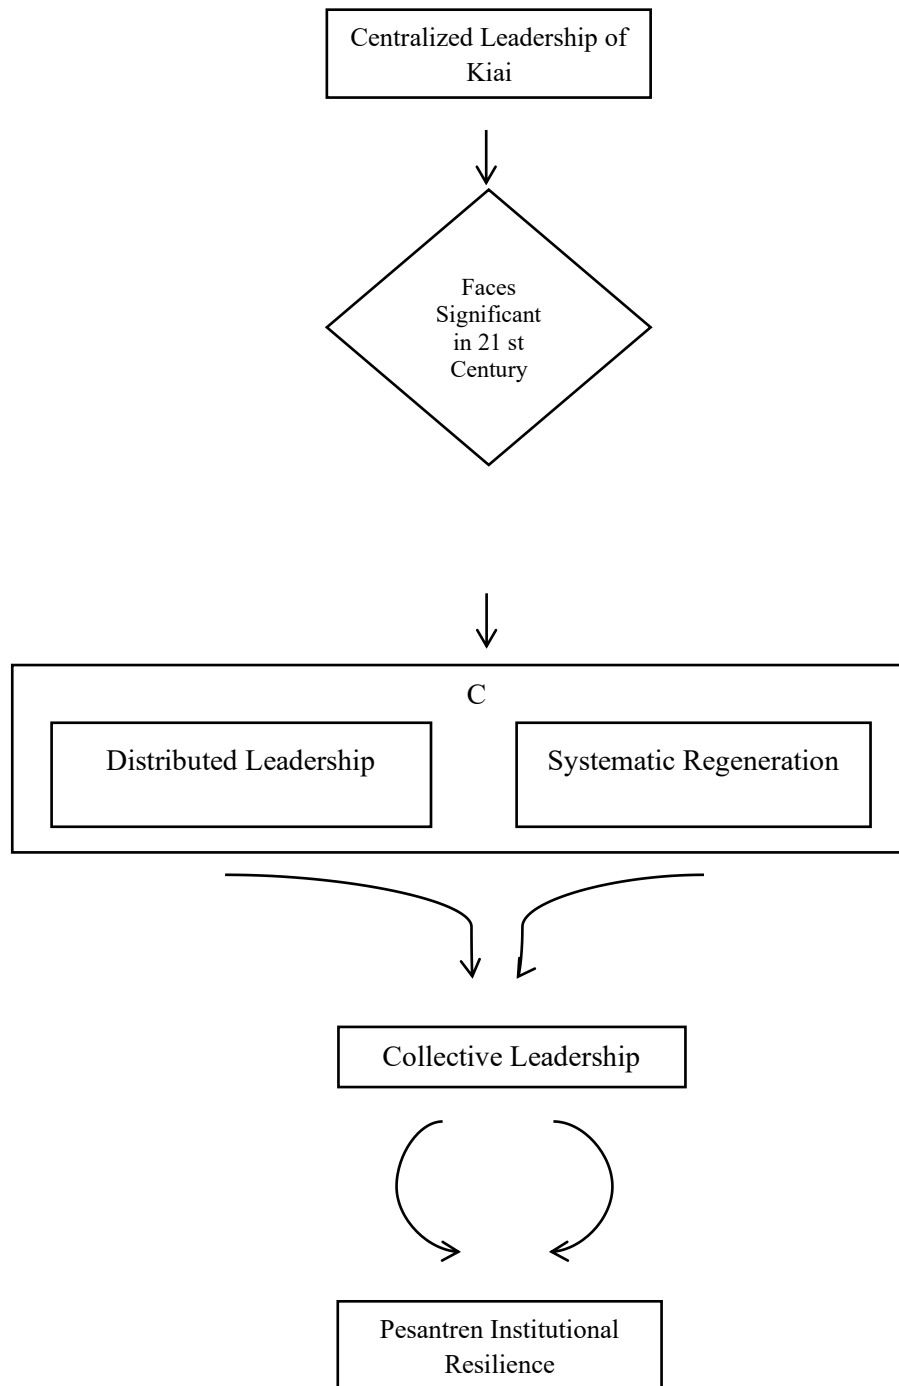 Centralized Leadership of
Kiai
Faces
Significant
in 21 st
Century
C
Distributed Leadership
Systematic Regeneration
Collective Leadership
Pesantren Institutional
Resilience